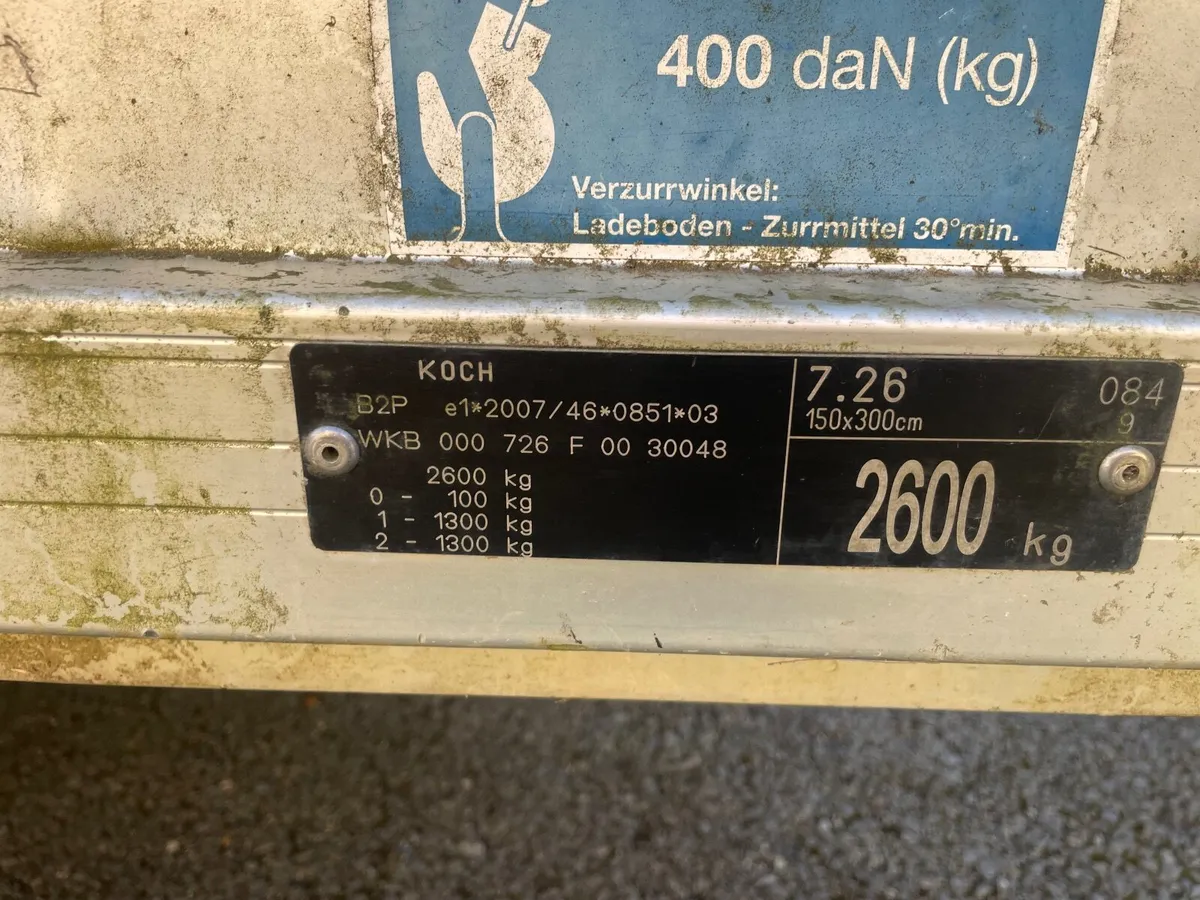 400 daN (kg)
Verzurrwinkel:
Ladeboden - Zurrmittel 30°min.
KOCH
B2P e1*2007/46*0851*03
WKB 000 726 F 00 30048
2600 kg
0 - 100 kg
1 - 1300 kg
2 - 1300 kg
7.26
150x300cm
084
9
2600 kg